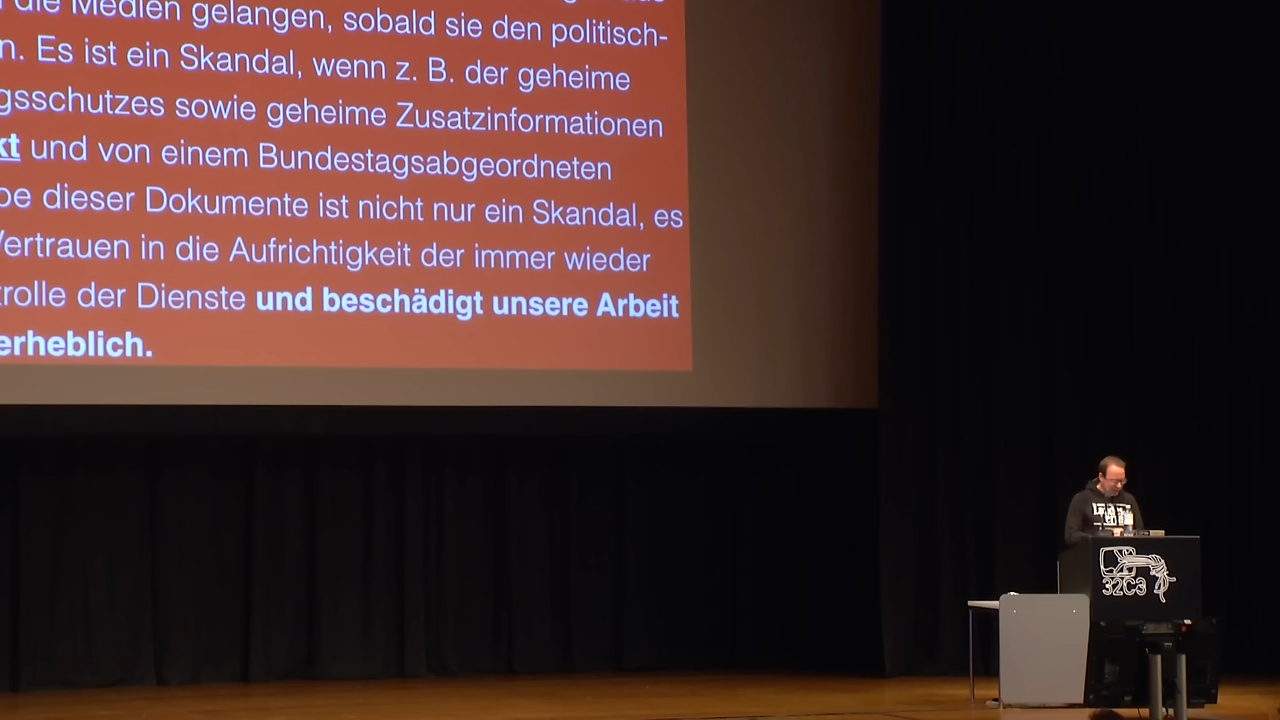 die Medien gelangen, sobald sie den politisch-
n. Es ist ein Skandal, wenn z. B. der geheime
gsschutzes sowie geheime Zusatzinformationen
kt und von einem Bundestagsabgeordneten
be dieser Dokumente ist nicht nur ein Skandal, es
Vertrauen in die Aufrichtigkeit der immer wieder
trolle der Dienste und beschädigt unsere Arbeit
erheblich.
32C3